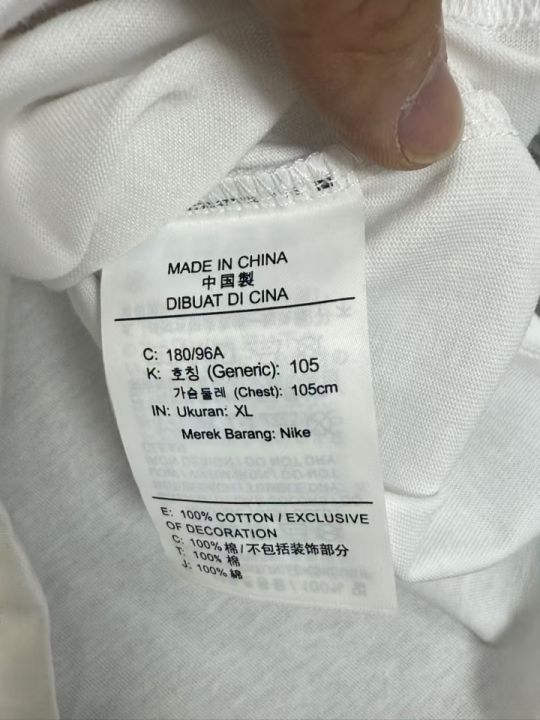 MADE IN CHINA
中国製
DIBUAT DI CINA
C: 180/96A
K: 호칭 (Generic): 105
가슴둘레 (Chest): 105cm
IN: Ukuran: XL
Merek Barang: Nike
E: 100% COTTON / EXCLUSIVE
OF DECORATION
C: 100% 棉 / 不包括装饰部分
T: 100% 棉
J: 100% 綿